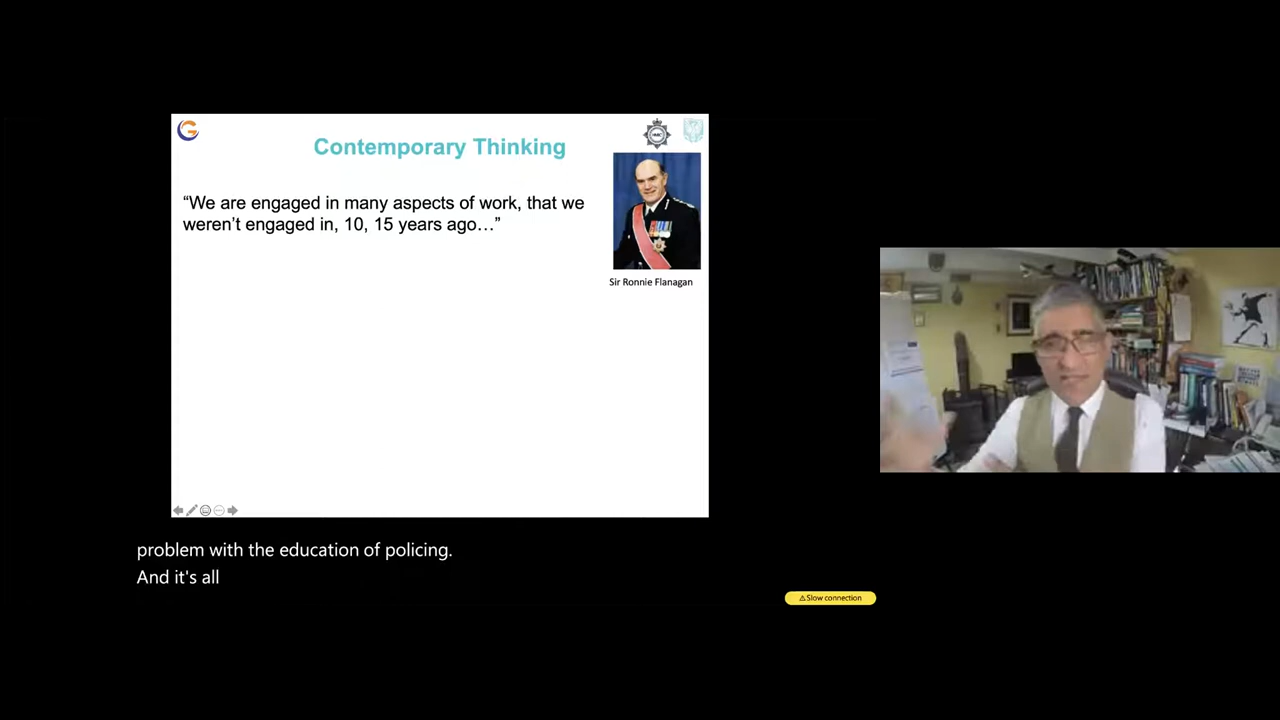 Contemporary Thinking
HMIC
“We are engaged in many aspects of work, that we
weren’t engaged in, 10, 15 years ago…”
Sir Ronnie Flanagan
problem with the education of policing.
And it's all
⚠Slow connection